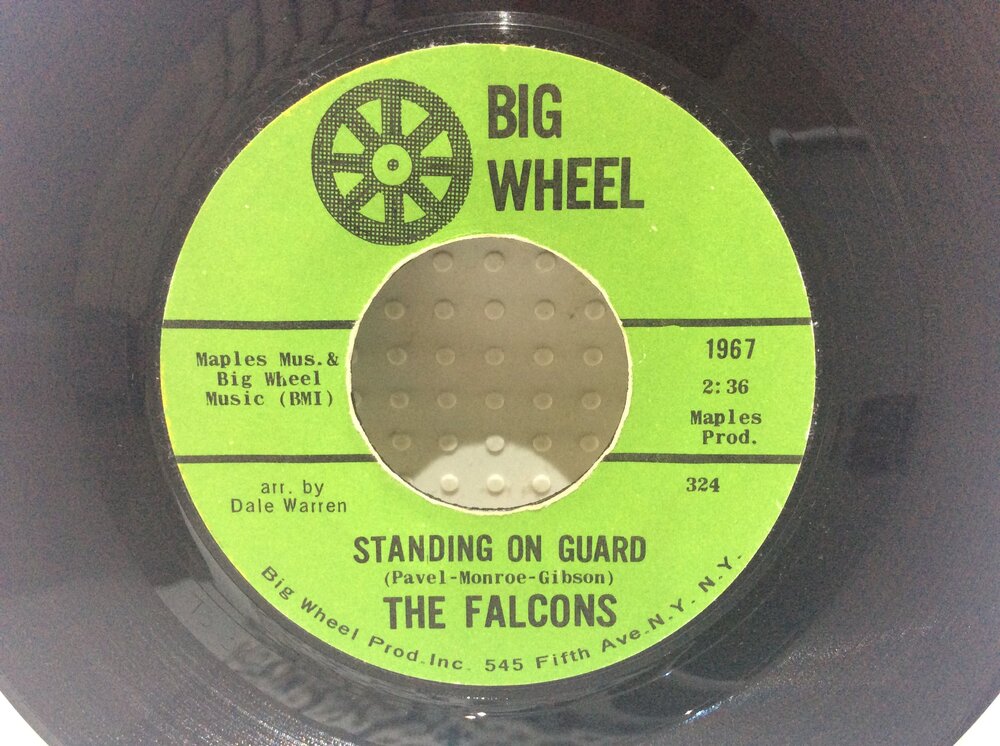 BIG
WHEEL
Maples Mus.&
Big Wheel
Music (BMI)
1967
2:36
Maples
Prod.
324
arr. by
Dale Warren
STANDING ON GUARD
(Pavel-Monroe-Gibson)
THE FALCONS
Big Wheel Prod.Inc. 545 Fifth Ave.N.Y. N.Y.